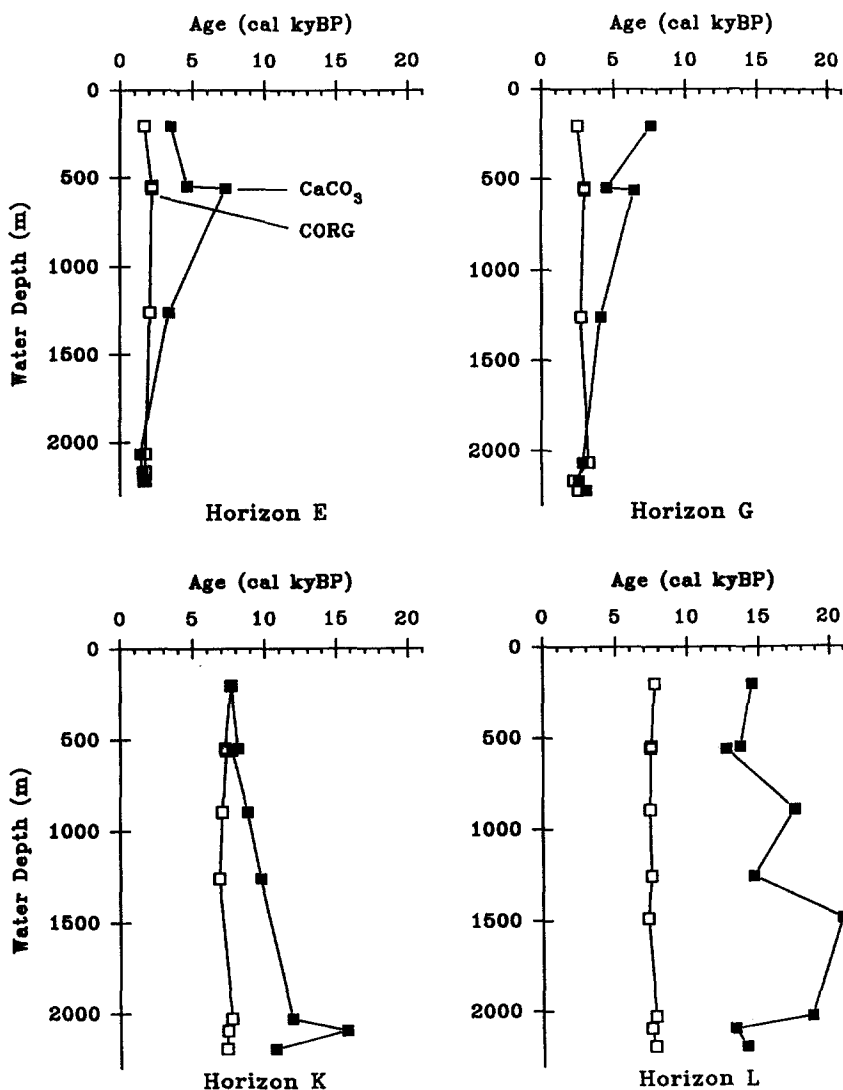 Age (cal kyBP)
0 5 10 15 20
0
500
1000
1500
2000
Water Depth (m)
CaCO3
CORG
Horizon E
Age (cal kyBP)
0 5 10 15 20
0
500
1000
1500
2000
Horizon G
Age (cal kyBP)
0 5 10 15 20
0
500
1000
1500
2000
Water Depth (m)
Horizon K
Age (cal kyBP)
0 5 10 15 20
0
500
1000
1500
2000
Horizon L